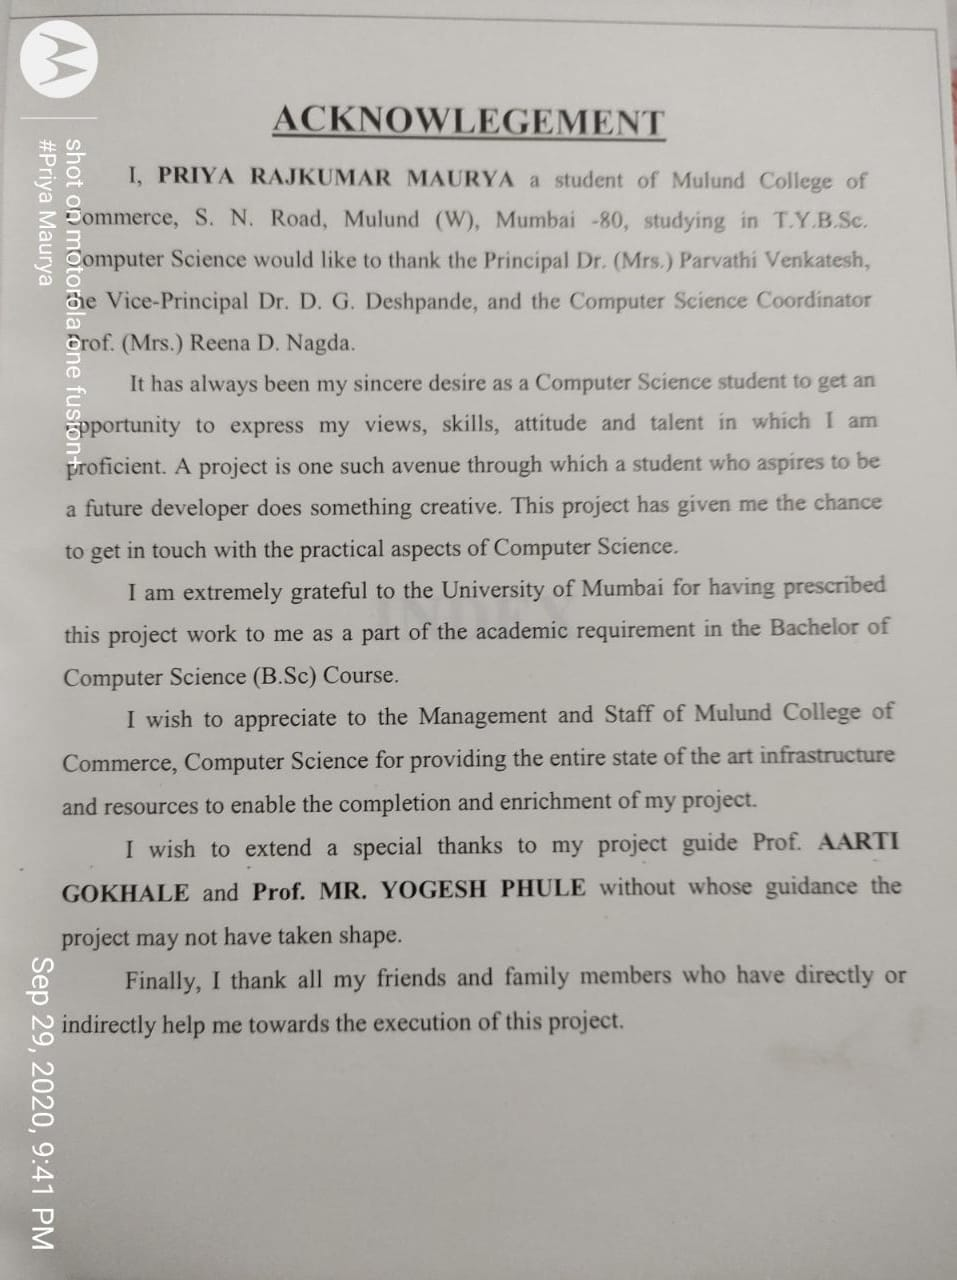 ACKNOWLEGEMENT
I, PRIYA RAJKUMAR MAURYA a student of Mulund College of
Commerce, S. N. Road, Mulund (W), Mumbai -80, studying in T.Y.B.Sc.
Computer Science would like to thank the Principal Dr. (Mrs.) Parvathi Venkatesh,
the Vice-Principal Dr. D. G. Deshpande, and the Computer Science Coordinator
Prof. (Mrs.) Reena D. Nagda.
It has always been my sincere desire as a Computer Science student to get an
opportunity to express my views, skills, attitude and talent in which I am
proficient. A project is one such avenue through which a student who aspires to be
a future developer does something creative. This project has given me the chance
to get in touch with the practical aspects of Computer Science.
I am extremely grateful to the University of Mumbai for having prescribed
this project work to me as a part of the academic requirement in the Bachelor of
Computer Science (B.Sc) Course.
I wish to appreciate to the Management and Staff of Mulund College of
Commerce, Computer Science for providing the entire state of the art infrastructure
and resources to enable the completion and enrichment of my project.
I wish to extend a special thanks to my project guide Prof. AARTI
GOKHALE and Prof. MR. YOGESH PHULE without whose guidance the
project may not have taken shape.
Finally, I thank all my friends and family members who have directly or
indirectly help me towards the execution of this project.
shot on motorola one fusion+
#Priya Maurya
Sep 29, 2020, 9:41 PM